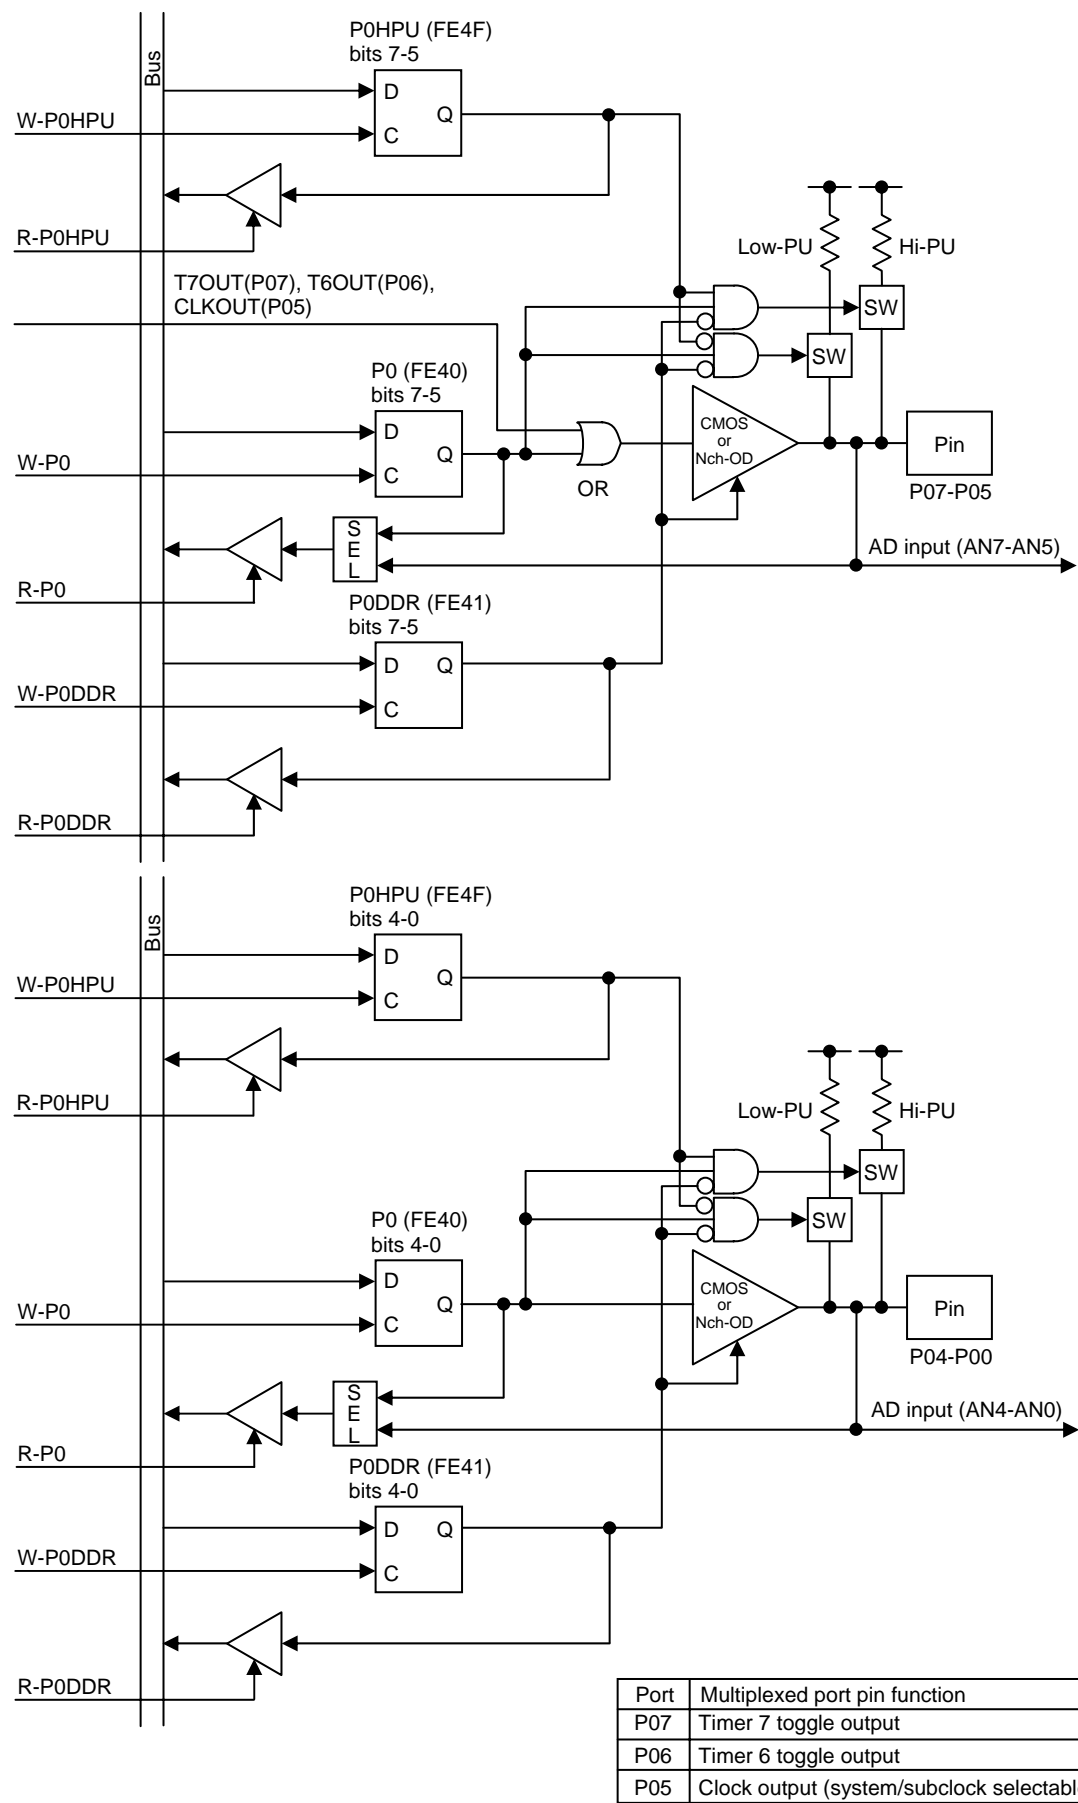 P0HPU (FE4F)
bits 7-5
Bus
D
Q
W-P0HPU
C
R-P0HPU
Low-PU
Hi-PU
T7OUT(P07), T6OUT(P06),
CLKOUT(P05)
SW
SW
P0 (FE40)
bits 7-5
D
Q
W-P0
C
OR
CMOS
or
Nch-OD
Pin
P07-P05
SEL
AD input (AN7-AN5)
R-P0
P0DDR (FE41)
bits 7-5
D
Q
W-P0DDR
C
R-P0DDR
P0HPU (FE4F)
bits 4-0
Bus
D
Q
W-P0HPU
C
R-P0HPU
Low-PU
Hi-PU
SW
SW
P0 (FE40)
bits 4-0
D
Q
W-P0
C
CMOS
or
Nch-OD
Pin
P04-P00
SEL
AD input (AN4-AN0)
R-P0
P0DDR (FE41)
bits 4-0
D
Q
W-P0DDR
C
R-P0DDR
Port Multiplexed port pin function
P07 Timer 7 toggle output
P06 Timer 6 toggle output
P05 Clock output (system/subclock